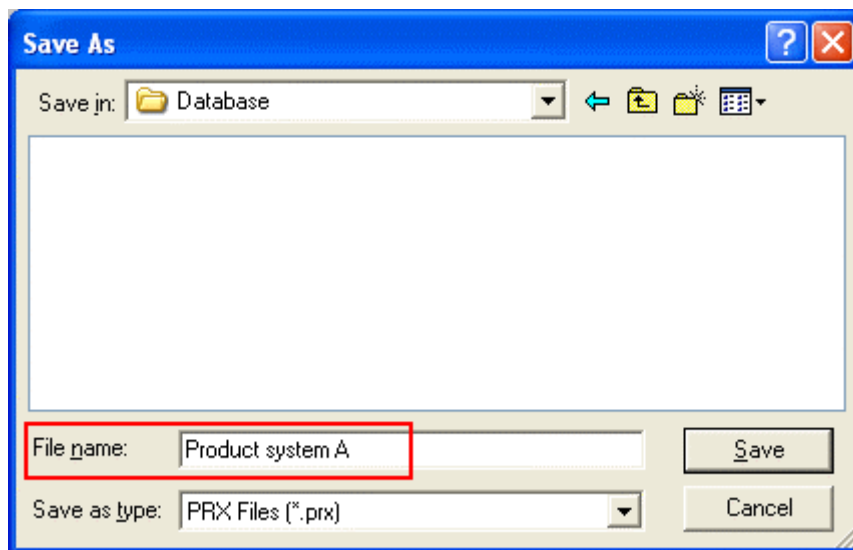 Save As
Save in: Database
File name: Product system A
Save
Save as type: PRX Files (*.prx)
Cancel